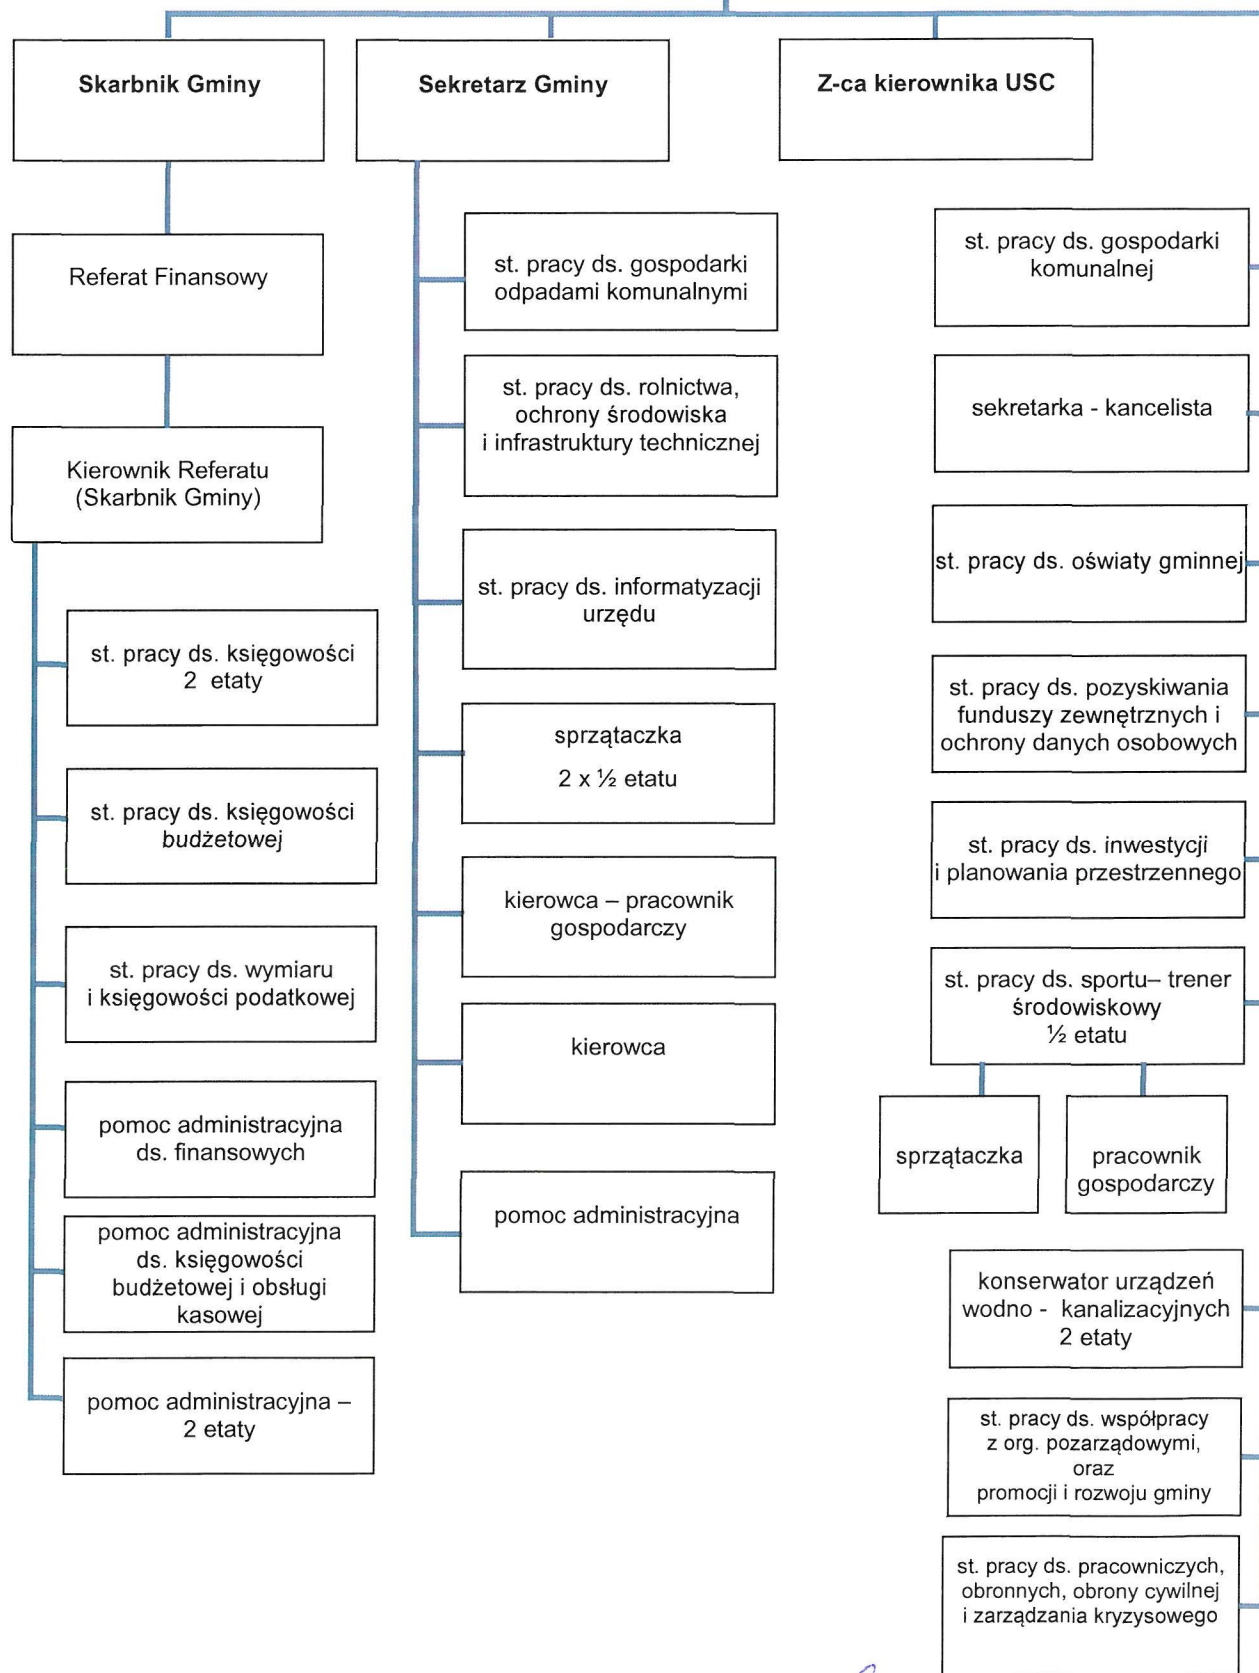 Skarbnik Gminy
Sekretarz Gminy
Z-ca kierownika USC
Referat Finansowy
Kierownik Referatu
(Skarbnik Gminy)
st. pracy ds. księgowości
2 etaty
st. pracy ds. księgowości
budżetowej
st. pracy ds. wymiaru
i księgowości podatkowej
pomoc administracyjna
ds. finansowych
pomoc administracyjna
ds. księgowości
budżetowej i obsługi
kasowej
pomoc administracyjna –
2 etaty
st. pracy ds. gospodarki
odpadami komunalnymi
st. pracy ds. rolnictwa,
ochrony środowiska
i infrastruktury technicznej
st. pracy ds. informatyzacji
urzędu
sprzątaczka
2 x ½ etatu
kierowca – pracownik
gospodarczy
kierowca
pomoc administracyjna
st. pracy ds. gospodarki
komunalnej
sekretarka - kancelista
st. pracy ds. oświaty gminnej
st. pracy ds. pozyskiwania
funduszy zewnętrznych i
ochrony danych osobowych
st. pracy ds. inwestycji
i planowania przestrzennego
st. pracy ds. sportu– trener
środowiskowy
½ etatu
sprzątaczka
pracownik
gospodarczy
konserwator urządzeń
wodno - kanalizacyjnych
2 etaty
st. pracy ds. współpracy
z org. pozarządowymi,
oraz
promocji i rozwoju gminy
st. pracy ds. pracowniczych,
obronnych, obrony cywilnej
i zarządzania kryzysowego